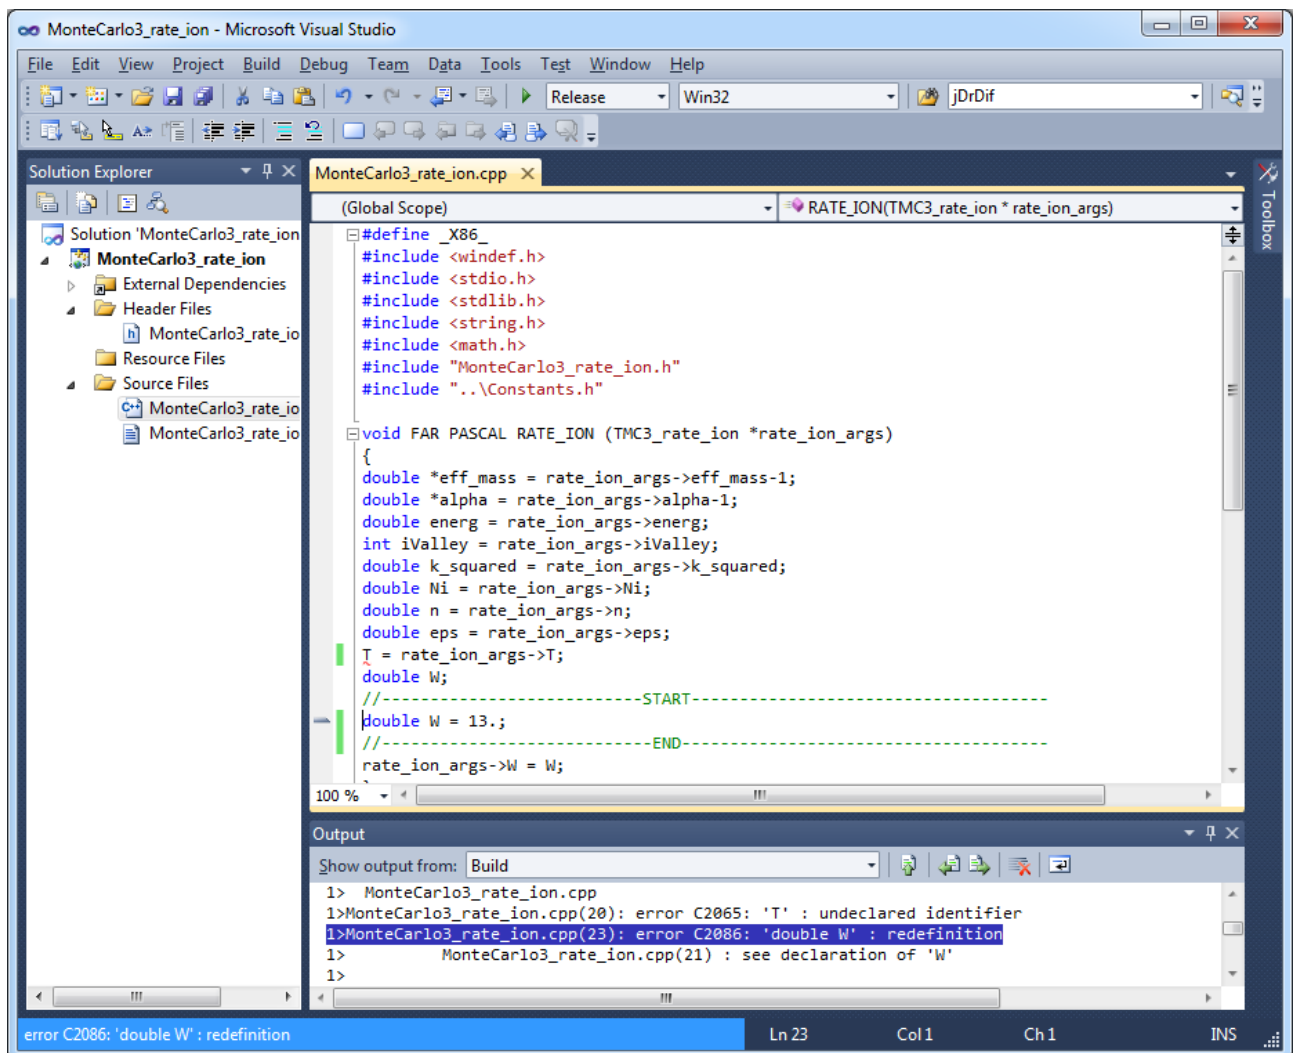 MonteCarlo3_rate_ion - Microsoft Visual Studio
File Edit View Project Build Debug Team Data Tools Test Window Help
Release Win32 jDrDif
Solution Explorer
Solution 'MonteCarlo3_rate_ion
MonteCarlo3_rate_ion
External Dependencies
Header Files
h MonteCarlo3_rate_io
Resource Files
Source Files
C++ MonteCarlo3_rate_io
MonteCarlo3_rate_io
MonteCarlo3_rate_ion.cpp
(Global Scope) RATE_ION(TMC3_rate_ion * rate_ion_args)
#define _X86_
#include <windef.h>
#include <stdio.h>
#include <stdlib.h>
#include <string.h>
#include <math.h>
#include "MonteCarlo3_rate_ion.h"
#include "..\Constants.h"
void FAR PASCAL RATE_ION (TMC3_rate_ion *rate_ion_args)
{
double *eff_mass = rate_ion_args->eff_mass-1;
double *alpha = rate_ion_args->alpha-1;
double energ = rate_ion_args->energ;
int iValley = rate_ion_args->iValley;
double k_squared = rate_ion_args->k_squared;
double Ni = rate_ion_args->Ni;
double n = rate_ion_args->n;
double eps = rate_ion_args->eps;
T = rate_ion_args->T;
double W;
//---------------------------START-------------------------------------
double W = 13.;
//----------------------------END--------------------------------------
rate_ion_args->W = W;
100 %
Toolbox
Output
Show output from: Build
1>  MonteCarlo3_rate_ion.cpp
1>MonteCarlo3_rate_ion.cpp(20): error C2065: 'T' : undeclared identifier
1>MonteCarlo3_rate_ion.cpp(23): error C2086: 'double W' : redefinition
1>          MonteCarlo3_rate_ion.cpp(21) : see declaration of 'W'
1>
error C2086: 'double W' : redefinition Ln 23 Col 1 Ch 1 INS